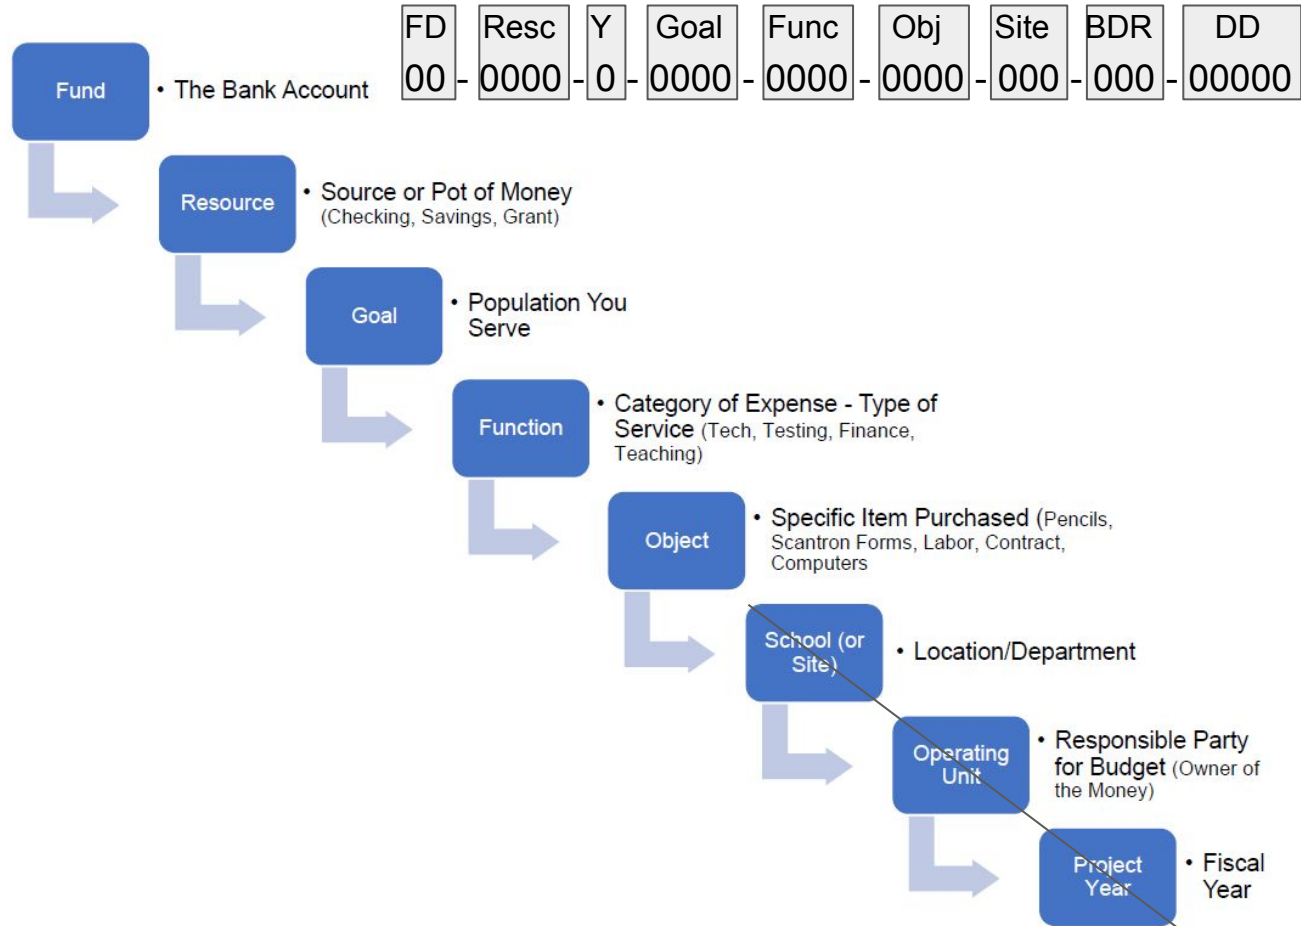 FD Resc Y Goal Func Obj Site BDR DD
00 - 0000 - 0 - 0000 - 0000 - 0000 - 000 - 000 - 00000
Fund
• The Bank Account
Resource
• Source or Pot of Money
(Checking, Savings, Grant)
Goal
• Population You
Serve
Function
• Category of Expense - Type of
Service (Tech, Testing, Finance,
Teaching)
Object
• Specific Item Purchased (Pencils,
Scantron Forms, Labor, Contract,
Computers
School (or
Site)
• Location/Department
Operating
Unit
• Responsible Party
for Budget (Owner of
the Money)
Project
Year
• Fiscal
Year